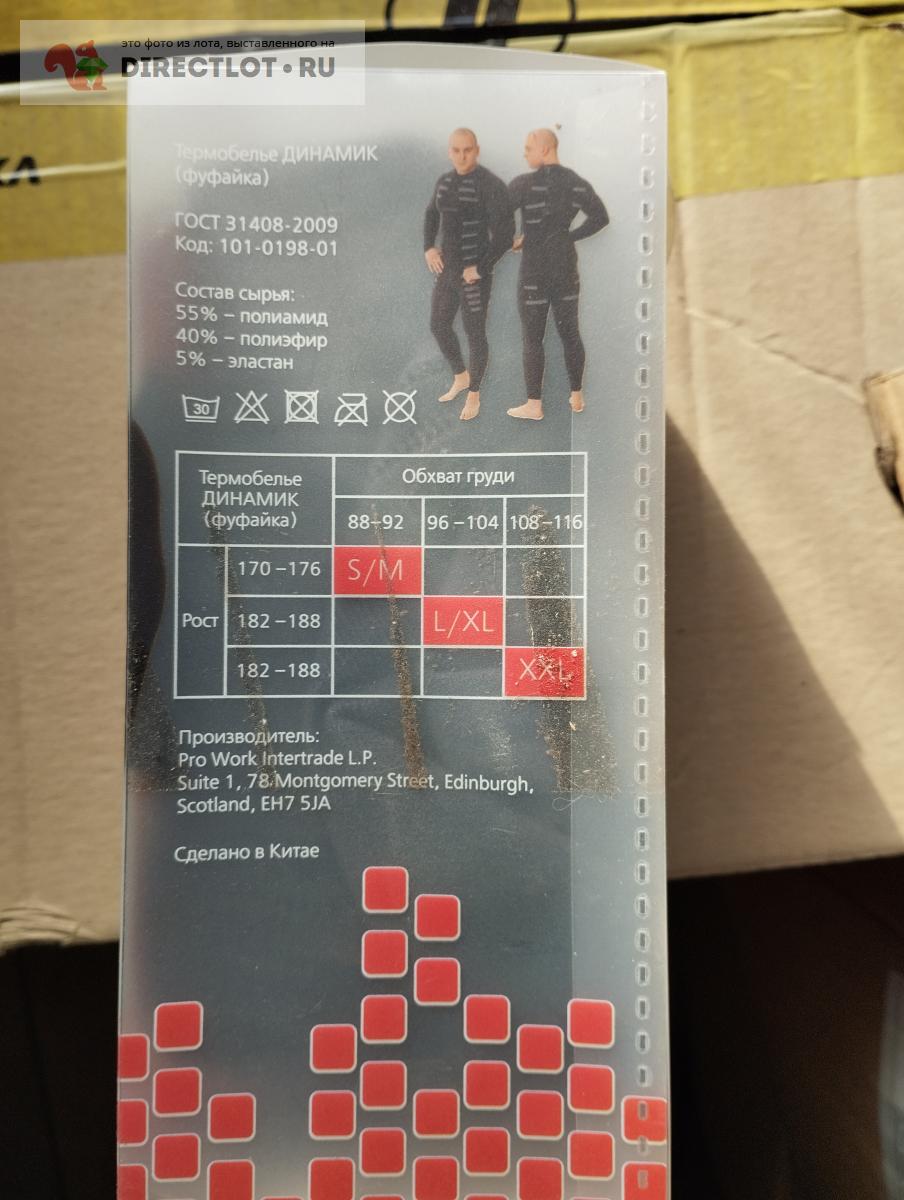 это фото из лота, выставленного на
DIRECTLOT•RU
Термобелье ДИНАМИК
(фуфайка)
ГОСТ 31408-2009
Код: 101-0198-01
Состав сырья:
55% – полиамид
40% – полиэфир
5% – эластан
30
Термобелье
ДИНАМИК
(фуфайка)
Обхват груди
88–92 96 –104 108 –116
170 –176 S/M
Рост 182 –188 L/XL
182 –188 XXL
Производитель:
Pro Work Intertrade L.P.
Suite 1, 78 Montgomery Street, Edinburgh,
Scotland, EH7 5JA
Сделано в Китае